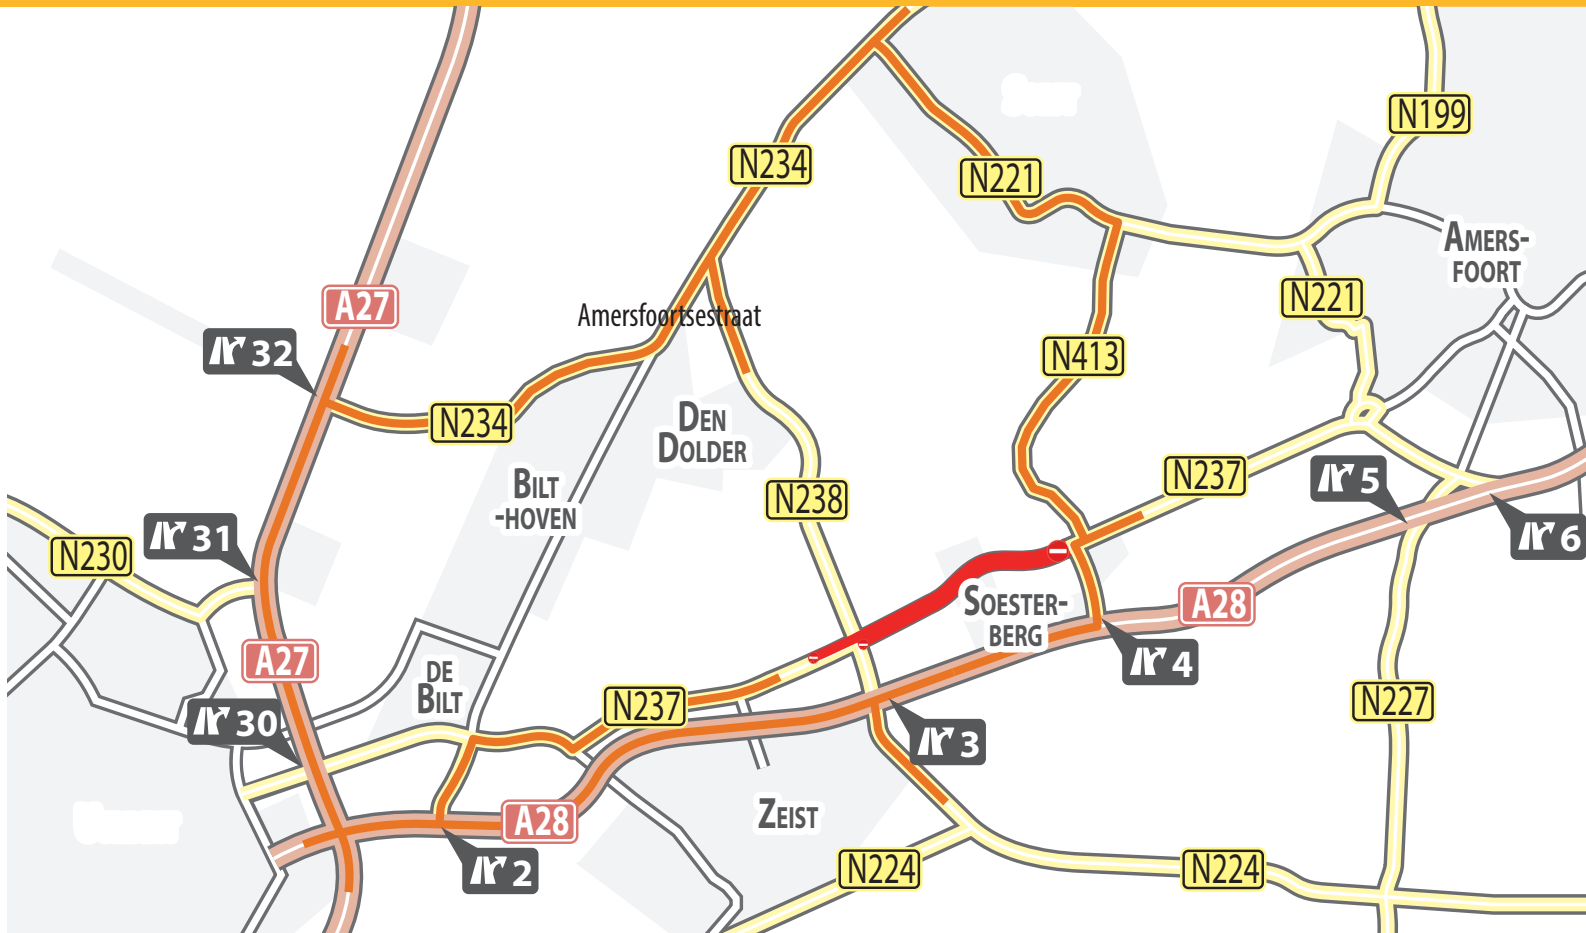 N199
N234
N221
AMERS-
FOORT
N221
A27
Amersfoortsestraat
32
N413
N234
DEN
DOLDER
N237
5
BILT
-HOVEN
N238
31
6
N230
SOESTER-
BERG
A28
A27
4
DE
BILT
N237
N227
30
3
ZEIST
A28
2
N224
N224